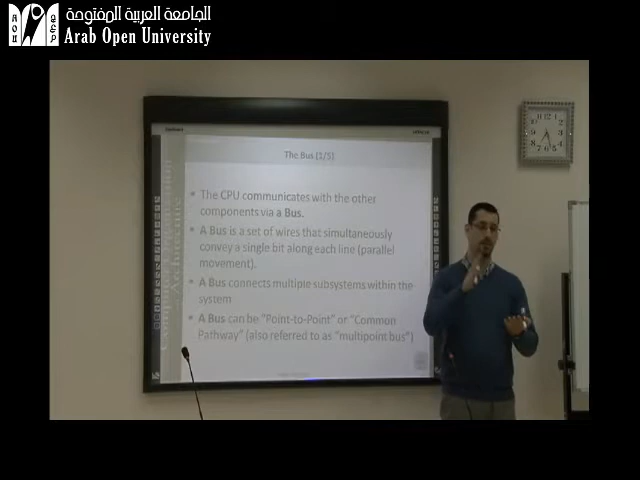 الجامعة العربية المفتوحة
Arab Open University
The Bus (1/5)
• The CPU communicates with the other
components via a Bus.
• A Bus is a set of wires that simultaneously
convey a single bit along each line (parallel
movement).
• A Bus connects multiple subsystems within the
system
• A Bus can be "Point-to-Point" or "Common
Pathway" (also referred to as "multipoint bus")